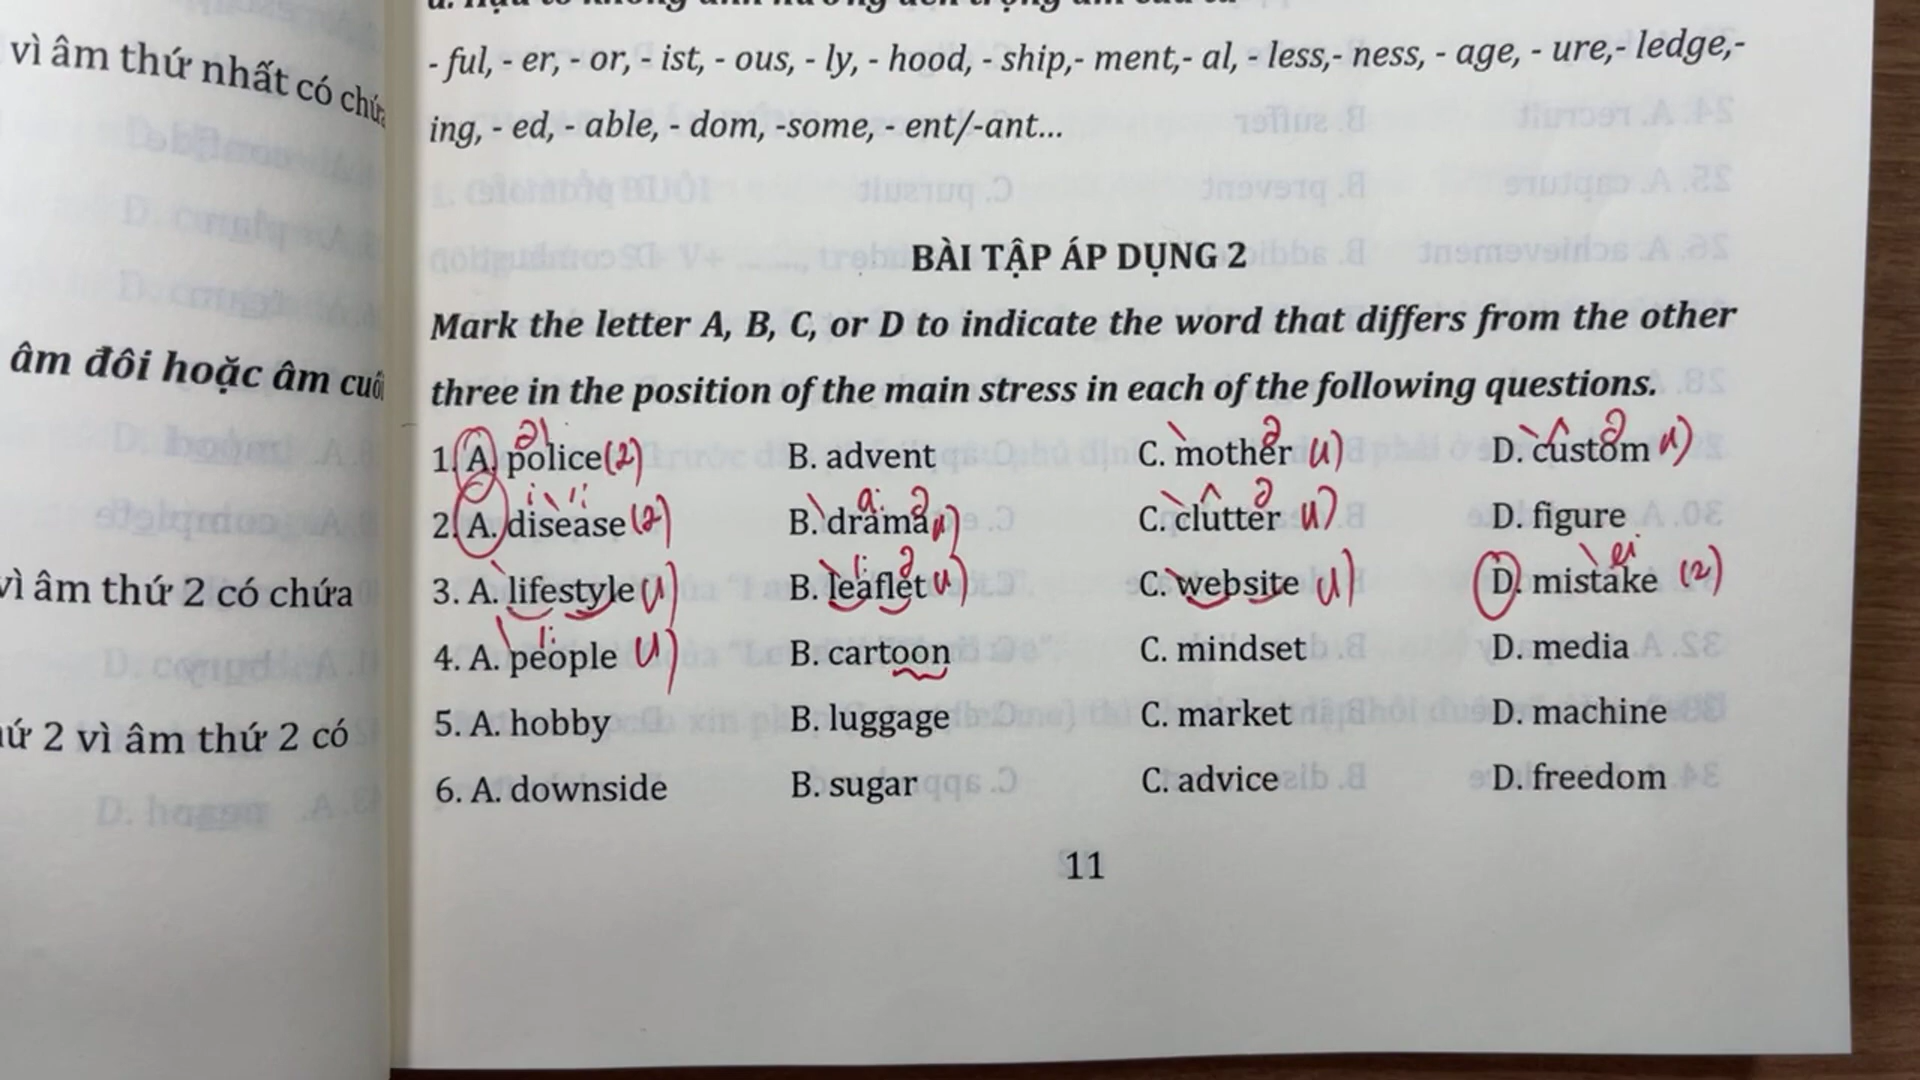 vì âm thứ nhất có chứa
âm đôi hoặc âm cuối
vì âm thứ 2 có chứa
thứ 2 vì âm thứ 2 có
- ful, - er, - or, - ist, - ous, - ly, - hood, - ship,- ment,- al, - less,- ness, - age, - ure,- ledge,-
ing, - ed, - able, - dom, -some, - ent/-ant...
BÀI TẬP ÁP DỤNG 2
Mark the letter A, B, C, or D to indicate the word that differs from the other
three in the position of the main stress in each of the following questions.
1. A. police (2) B. advent C. mother (1) D. custom (1)
2. A. disease (2) B. drama (1) C. clutter (1) D. figure
3. A. lifestyle (1) B. leaflet (1) C. website (1) D. mistake (2)
4. A. people (1) B. cartoon C. mindset D. media
5. A. hobby B. luggage C. market D. machine
6. A. downside B. sugar C. advice D. freedom
11